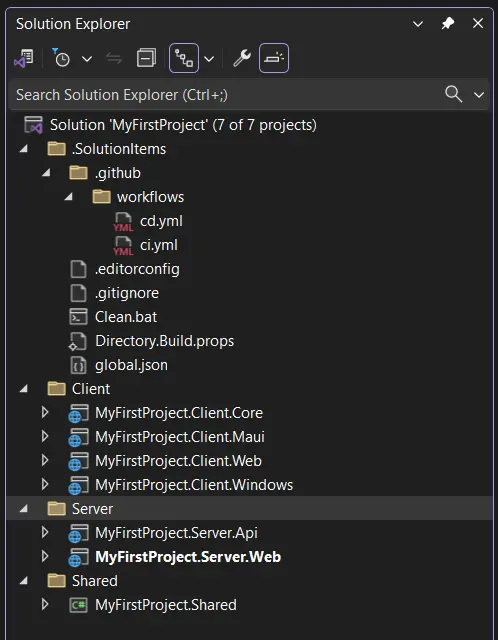 Solution Explorer
Search Solution Explorer (Ctrl+;)
Solution 'MyFirstProject' (7 of 7 projects)
.SolutionItems
.github
workflows
YML cd.yml
YML ci.yml
.editorconfig
.gitignore
Clean.bat
Directory.Build.props
global.json
Client
MyFirstProject.Client.Core
MyFirstProject.Client.Maui
MyFirstProject.Client.Web
MyFirstProject.Client.Windows
Server
MyFirstProject.Server.Api
MyFirstProject.Server.Web
Shared
C# MyFirstProject.Shared